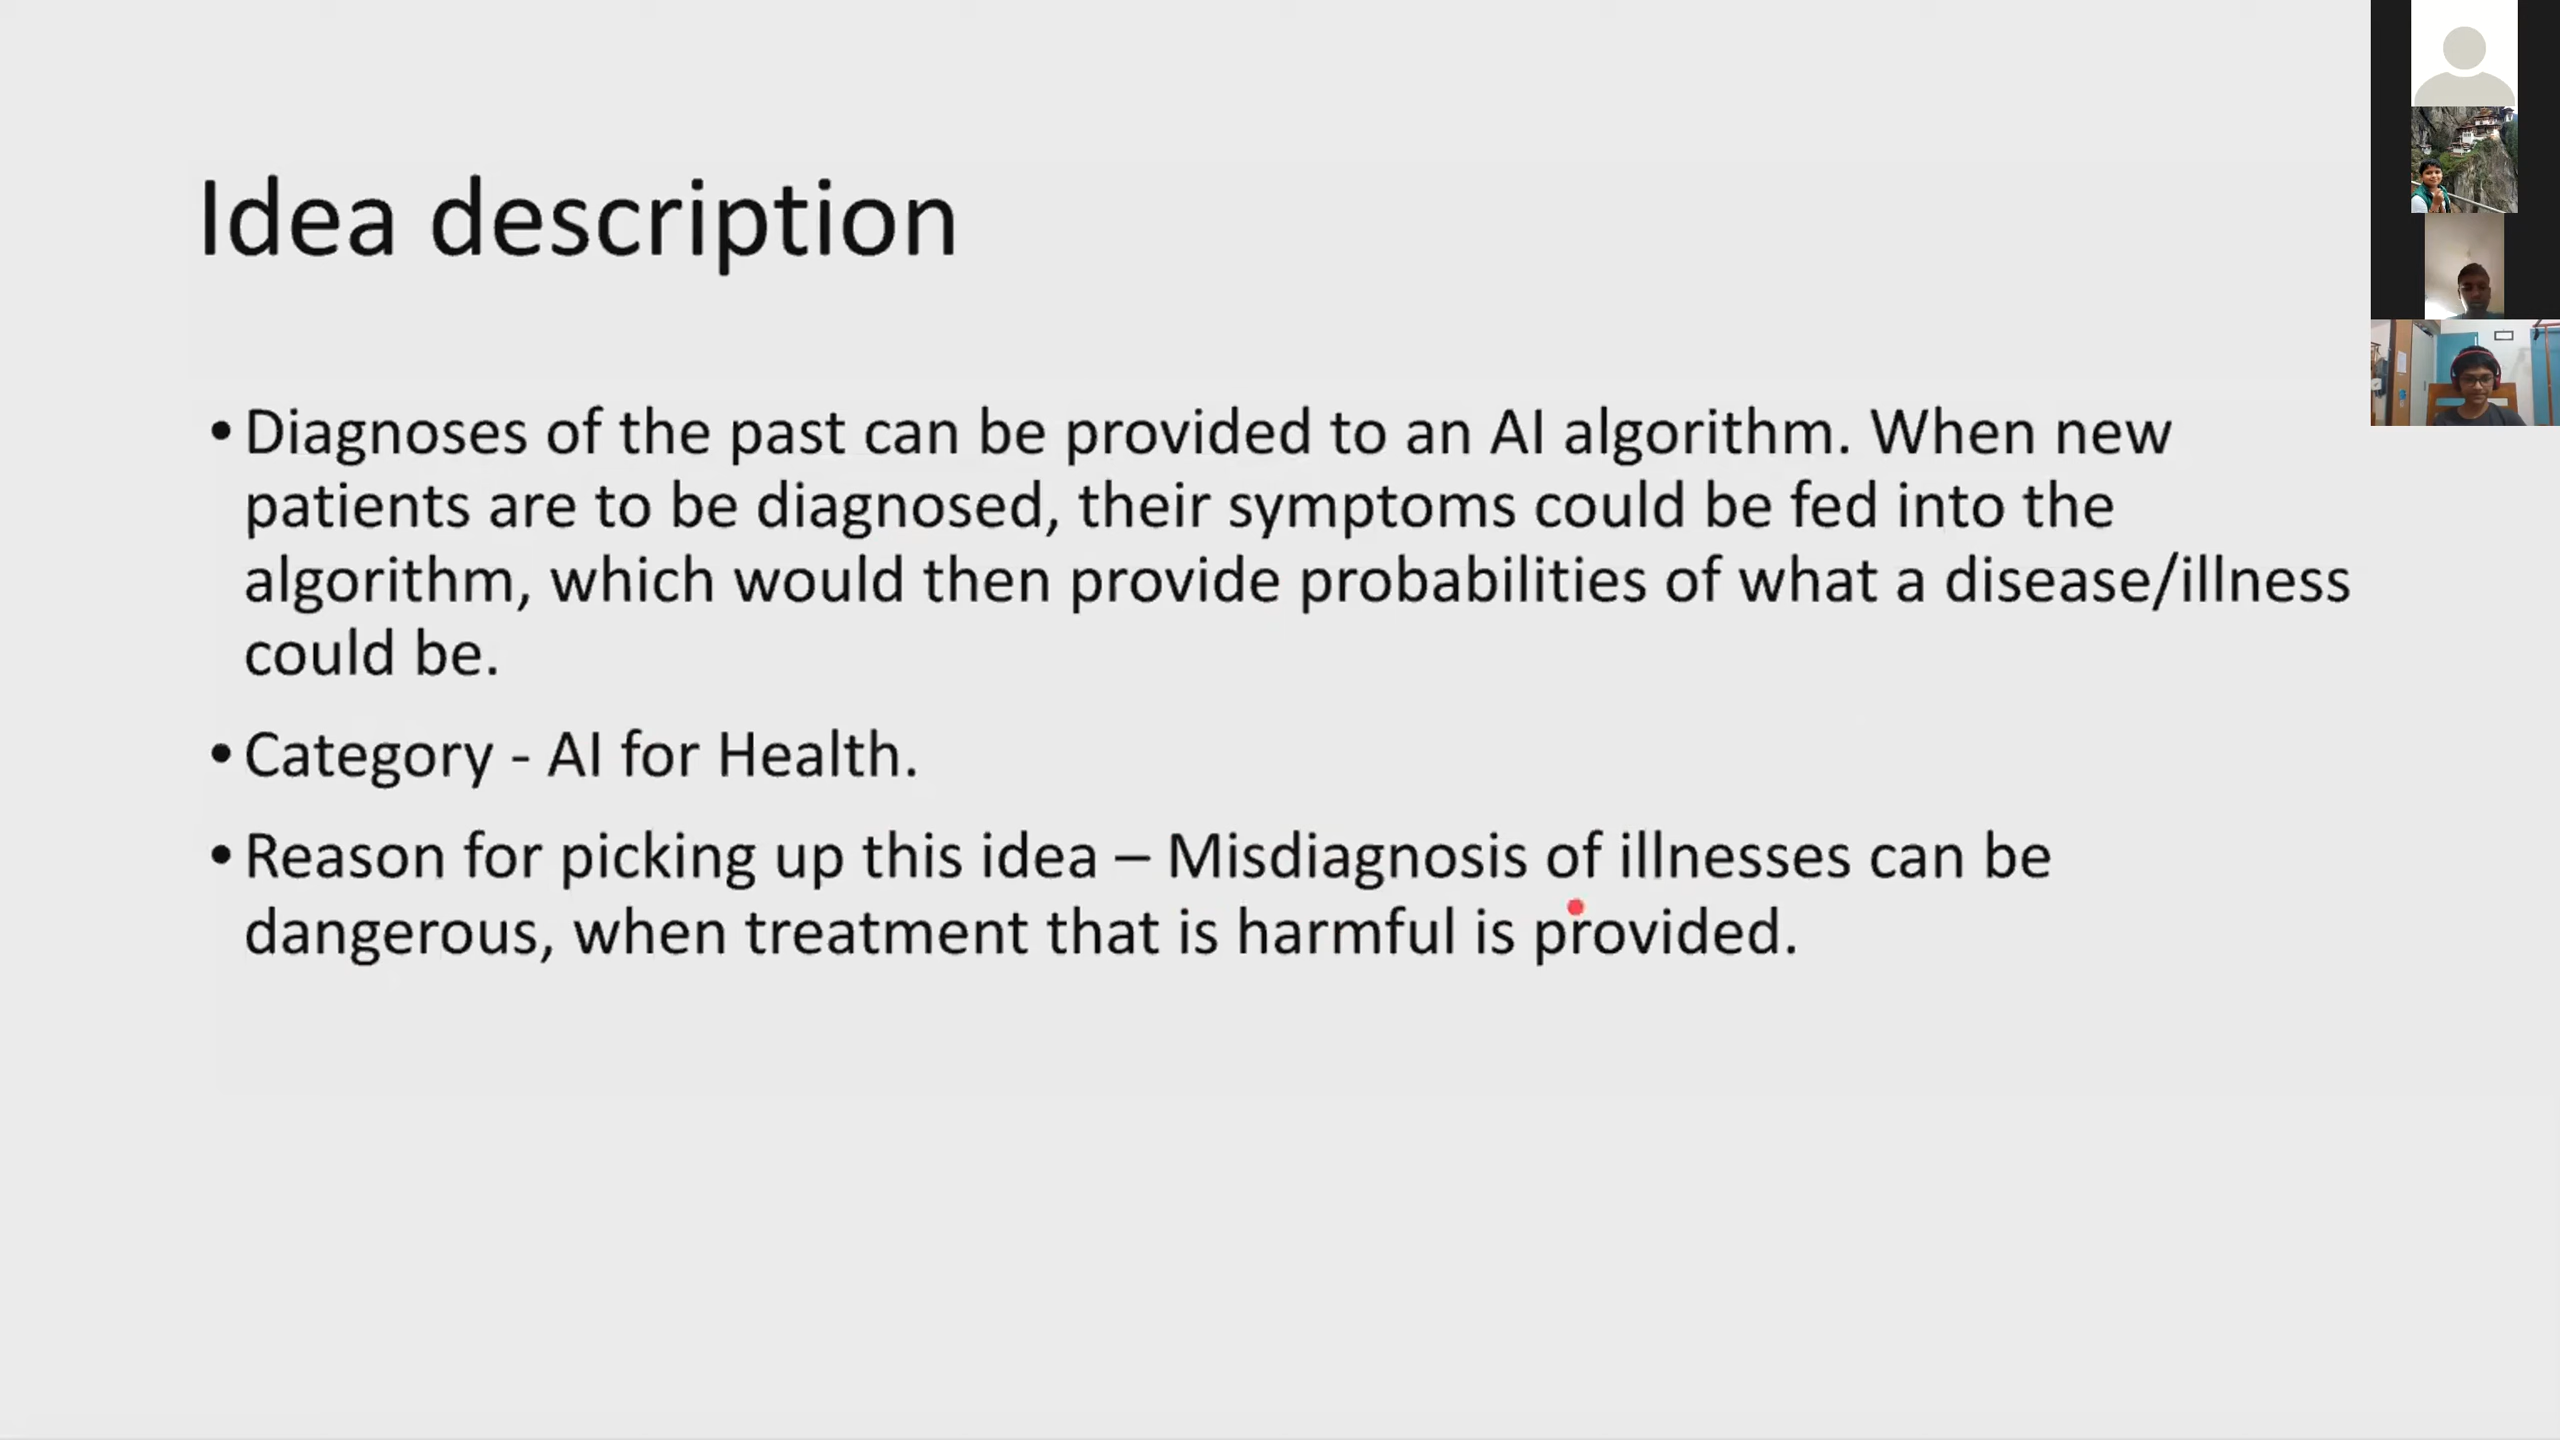 Idea description
• Diagnoses of the past can be provided to an AI algorithm. When new
patients are to be diagnosed, their symptoms could be fed into the
algorithm, which would then provide probabilities of what a disease/illness
could be.
• Category - AI for Health.
• Reason for picking up this idea – Misdiagnosis of illnesses can be
dangerous, when treatment that is harmful is provided.